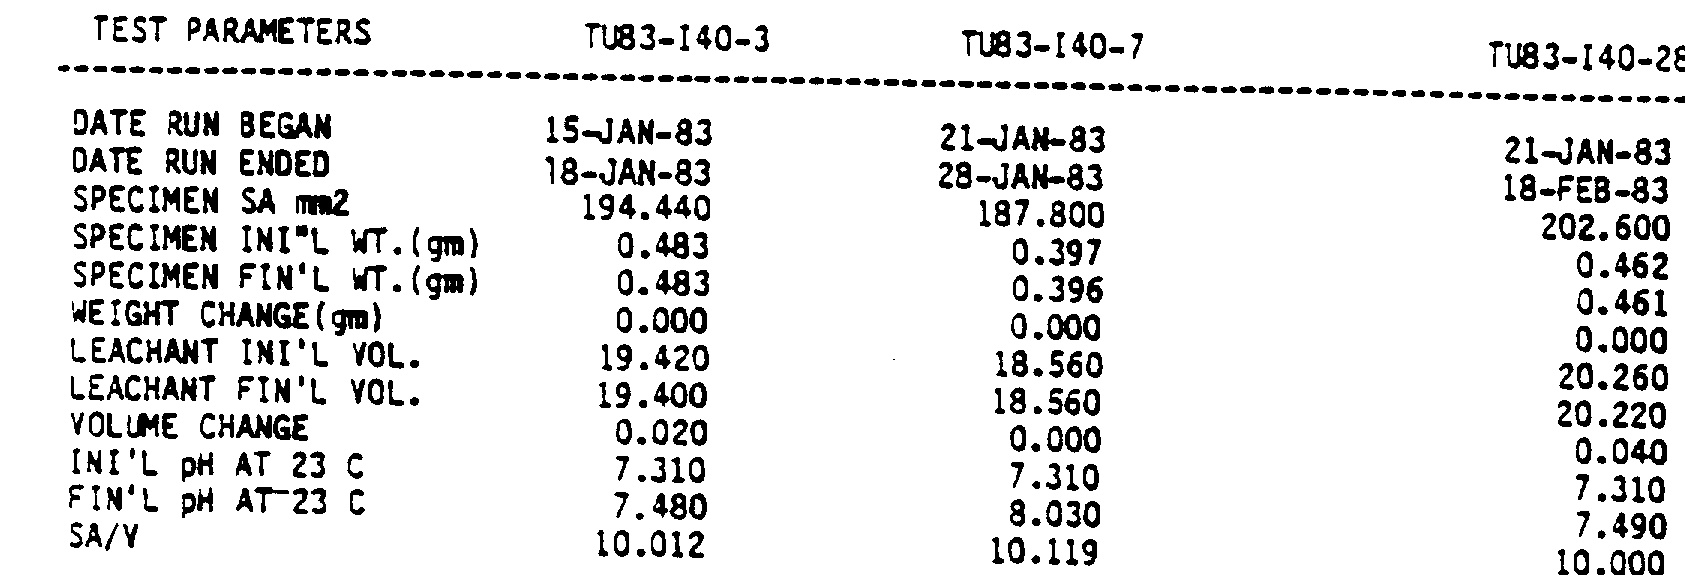 TEST PARAMETERS TU83-I40-3 TU83-I40-7 TU83-I40-28
DATE RUN BEGAN 15-JAN-83 21-JAN-83 21-JAN-83
DATE RUN ENDED 18-JAN-83 28-JAN-83 18-FEB-83
SPECIMEN SA mm2 194.440 187.800 202.600
SPECIMEN INI"L WT.(gm) 0.483 0.397 0.462
SPECIMEN FIN'L WT.(gm) 0.483 0.396 0.461
WEIGHT CHANGE(gm) 0.000 0.000 0.000
LEACHANT INI'L VOL. 19.420 18.560 20.260
LEACHANT FIN'L VOL. 19.400 18.560 20.220
VOLUME CHANGE 0.020 0.000 0.040
INI'L pH AT 23 C 7.310 7.310 7.310
FIN'L pH AT 23 C 7.480 8.030 7.490
SA/V 10.012 10.119 10.000